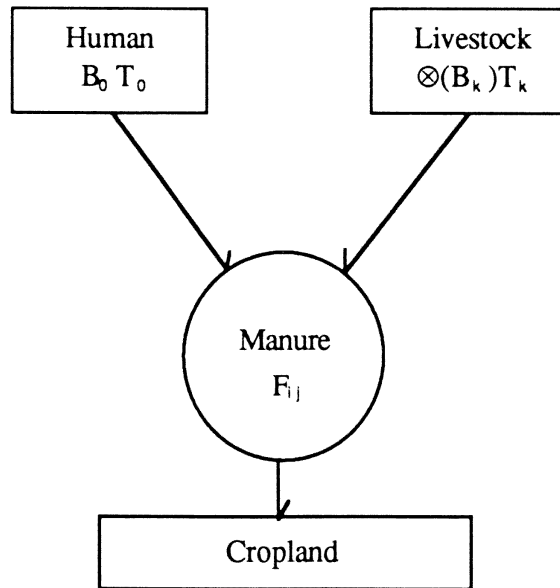 Human
B₀ T₀
Livestock
⊗(Bₖ)Tₖ
Manure
Fᵢⱼ
Cropland